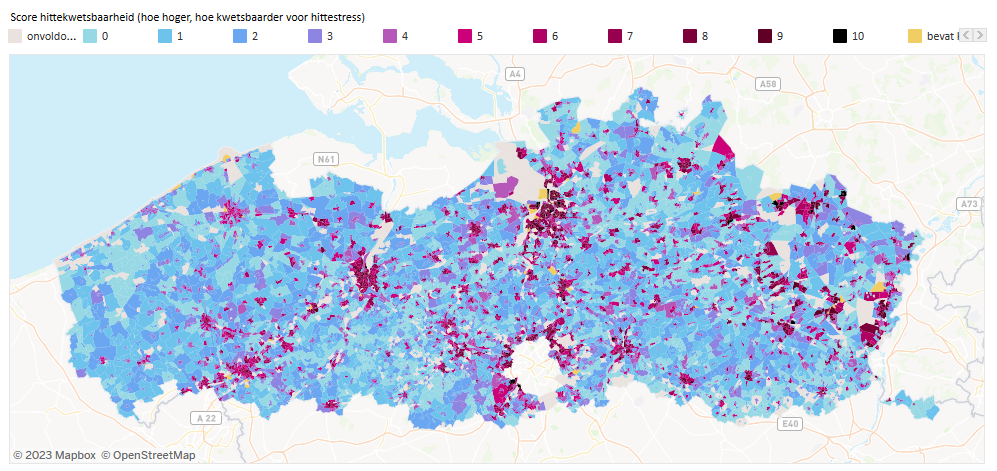 Score hittekwetsbaarheid (hoe hoger, hoe kwetsbaarder voor hittestress)
onvoldo... 0 1 2 3 4 5 6 7 8 9 10 bevat
A4
A58
N61
A73
A 22
E40
© 2023 Mapbox © OpenStreetMap